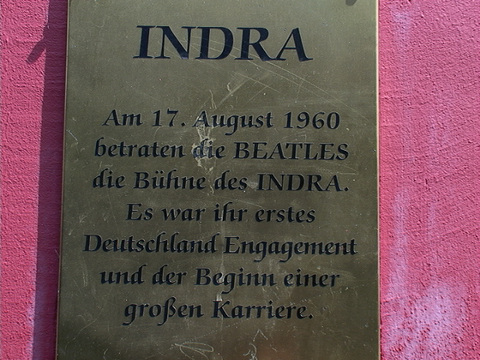 INDRA
Am 17. August 1960
betraten die BEATLES
die Bühne des INDRA.
Es war ihr erstes
Deutschland Engagement
und der Beginn einer
großen Karriere.